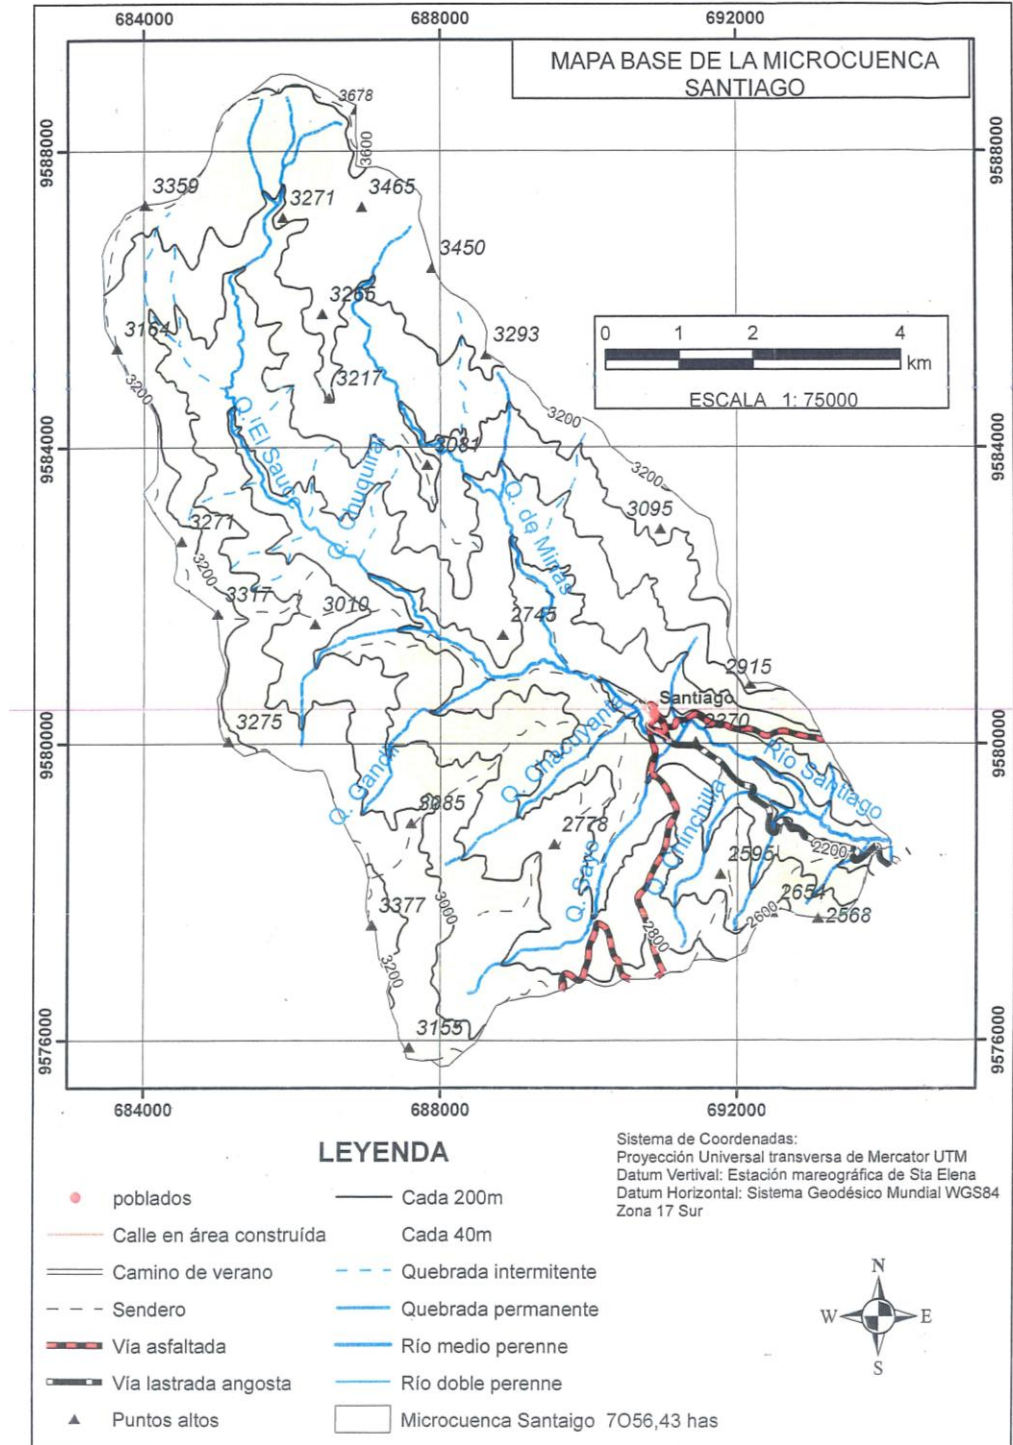 684000 688000 692000
MAPA BASE DE LA MICROCUENCA
SANTIAGO
9588000
9588000
3678
3600
3359
3271
3465
3450
3265
3164
3293
0 1 2 4
km
ESCALA 1: 75000
3217
3200
3200
3200
9584000
9584000
Q. El Sauce
Q. Chuquiral
3081
3095
Q. de Minas
3271
3200
3317
3010
2745
2915
Santiago
3270
3275
9580000
9580000
Q. Gandil
Q. Chacuyanta
Río Santiago
3085
2778
Q. Sayo
Q. Chinchilla
2200
2595
2654
2600
2568
3377
3000
2800
3200
3155
9576000
9576000
684000 688000 692000
LEYENDA
poblados
Calle en área construída
Camino de verano
Sendero
Vía asfaltada
Vía lastrada angosta
Puntos altos
Cada 200m
Cada 40m
Quebrada intermitente
Quebrada permanente
Río medio perenne
Río doble perenne
Microcuenca Santaigo 7O56,43 has
Sistema de Coordenadas:
Proyección Universal transversa de Mercator UTM
Datum Vertival: Estación mareográfica de Sta Elena
Datum Horizontal: Sistema Geodésico Mundial WGS84
Zona 17 Sur
N
W E
S